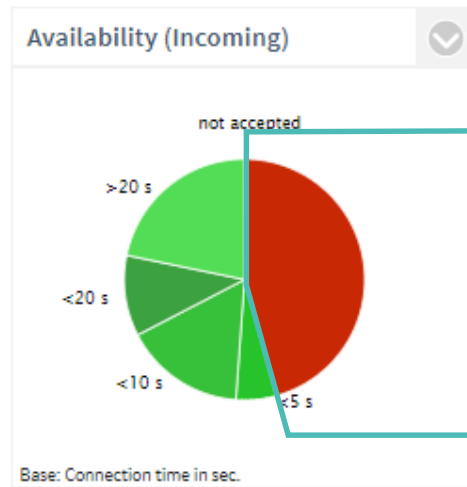 Availability (Incoming)
not accepted
>20 s
<20 s
<10 s
<5 s
Base: Connection time in sec.